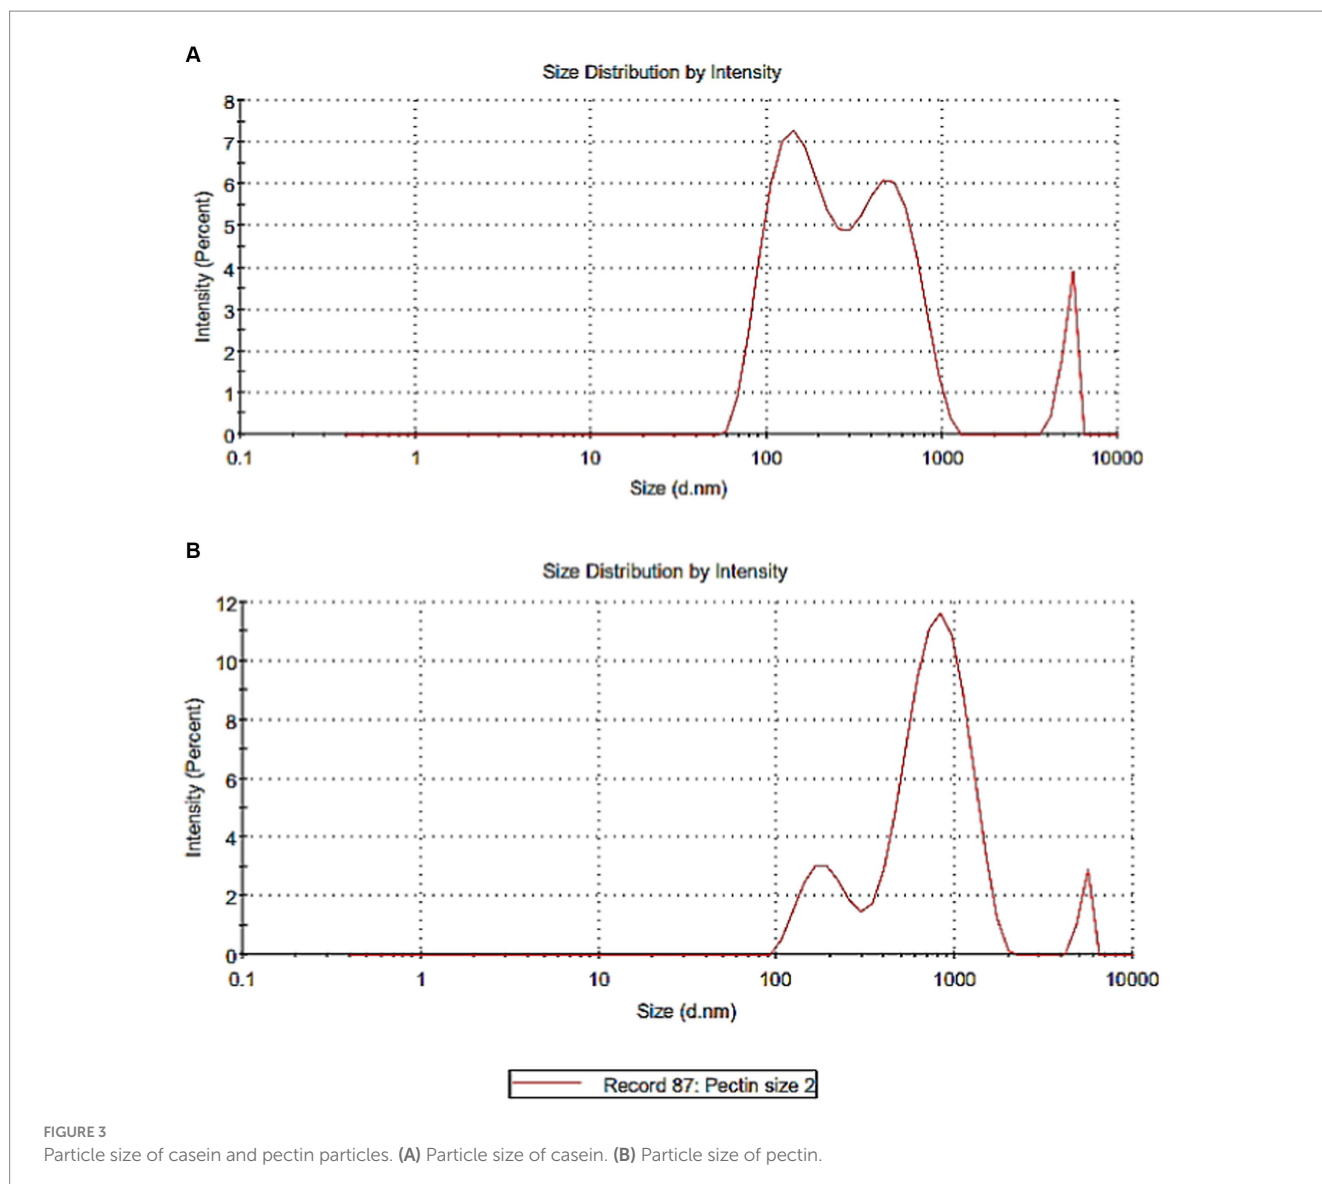 A
Size Distribution by Intensity
8
7
6
5
4
3
2
1
0
Intensity (Percent)
0.1 1 10 100 1000 10000
Size (d.nm)
B
Size Distribution by Intensity
12
10
8
6
4
2
0
Intensity (Percent)
0.1 1 10 100 1000 10000
Size (d.nm)
Record 87: Pectin size 2
FIGURE 3
Particle size of casein and pectin particles. (A) Particle size of casein. (B) Particle size of pectin.